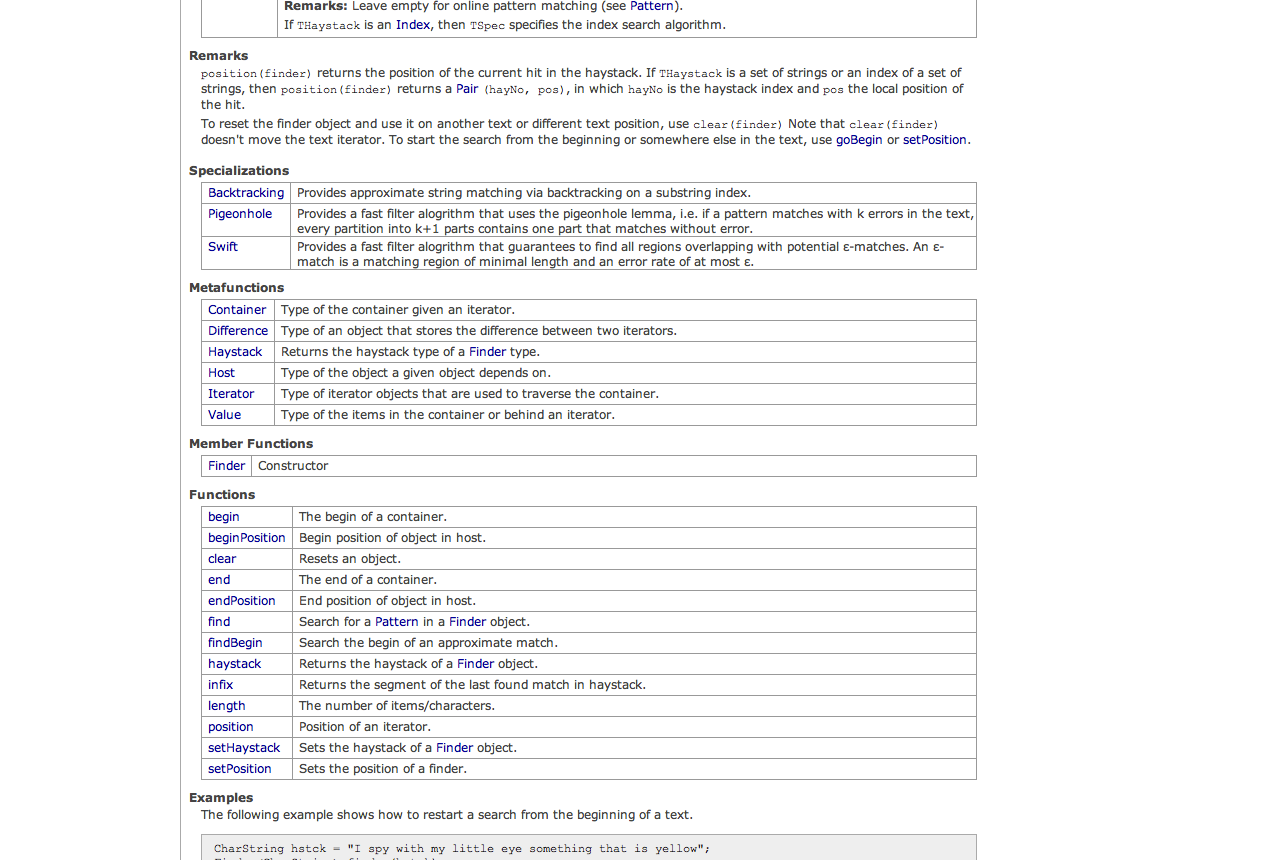 Remarks: Leave empty for online pattern matching (see Pattern).
If THaystack is an Index, then TSpec specifies the index search algorithm.
Remarks
position(finder) returns the position of the current hit in the haystack. If THaystack is a set of strings or an index of a set of
strings, then position(finder) returns a Pair (hayNo, pos), in which hayNo is the haystack index and pos the local position of
the hit.
To reset the finder object and use it on another text or different text position, use clear(finder) Note that clear(finder)
doesn't move the text iterator. To start the search from the beginning or somewhere else in the text, use goBegin or setPosition.
Specializations
Backtracking Provides approximate string matching via backtracking on a substring index.
Pigeonhole Provides a fast filter alogrithm that uses the pigeonhole lemma, i.e. if a pattern matches with k errors in the text,
every partition into k+1 parts contains one part that matches without error.
Swift Provides a fast filter alogrithm that guarantees to find all regions overlapping with potential ε-matches. An ε-
match is a matching region of minimal length and an error rate of at most ε.
Metafunctions
Container Type of the container given an iterator.
Difference Type of an object that stores the difference between two iterators.
Haystack Returns the haystack type of a Finder type.
Host Type of the object a given object depends on.
Iterator Type of iterator objects that are used to traverse the container.
Value Type of the items in the container or behind an iterator.
Member Functions
Finder Constructor
Functions
begin The begin of a container.
beginPosition Begin position of object in host.
clear Resets an object.
end The end of a container.
endPosition End position of object in host.
find Search for a Pattern in a Finder object.
findBegin Search the begin of an approximate match.
haystack Returns the haystack of a Finder object.
infix Returns the segment of the last found match in haystack.
length The number of items/characters.
position Position of an iterator.
setHaystack Sets the haystack of a Finder object.
setPosition Sets the position of a finder.
Examples
The following example shows how to restart a search from the beginning of a text.
CharString hstck = "I spy with my little eye something that is yellow";